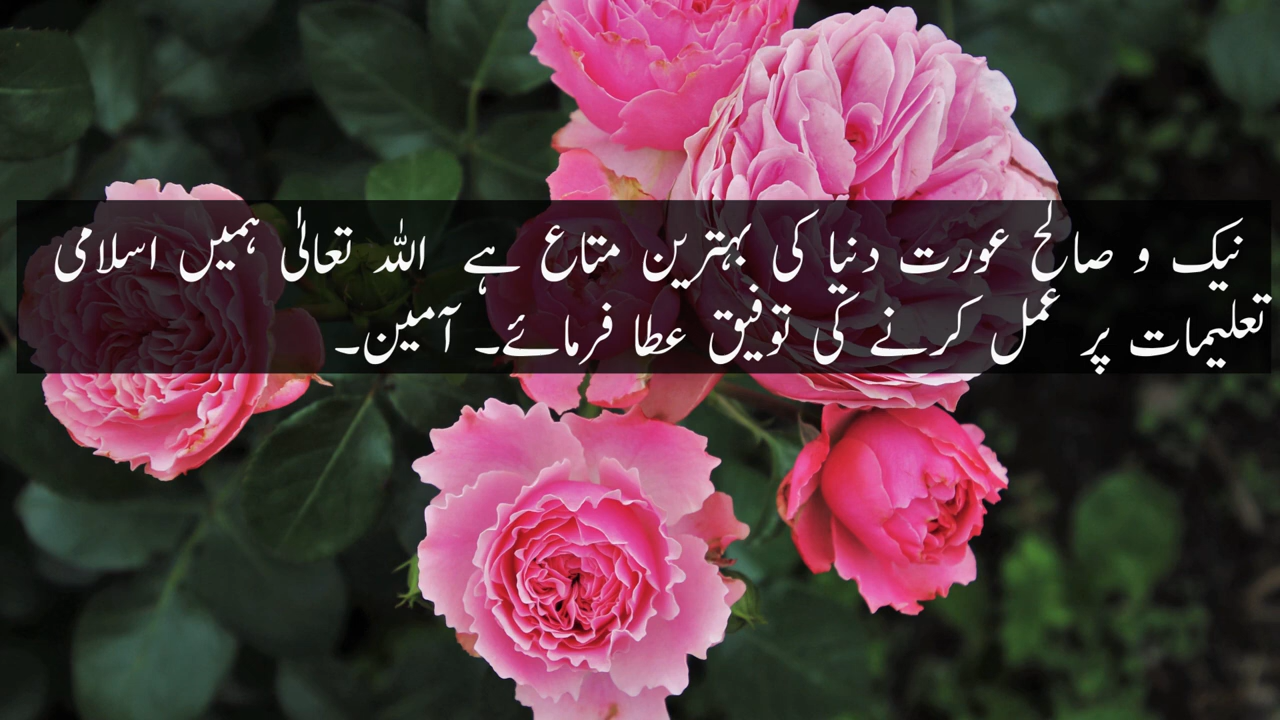 نیک و صالح عورت دنیا کی بہترین متاع ہے اللہ تعالیٰ ہمیں اسلامی
تعلیمات پر عمل کرنے کی توفیق عطا فرمائے۔ آمین۔